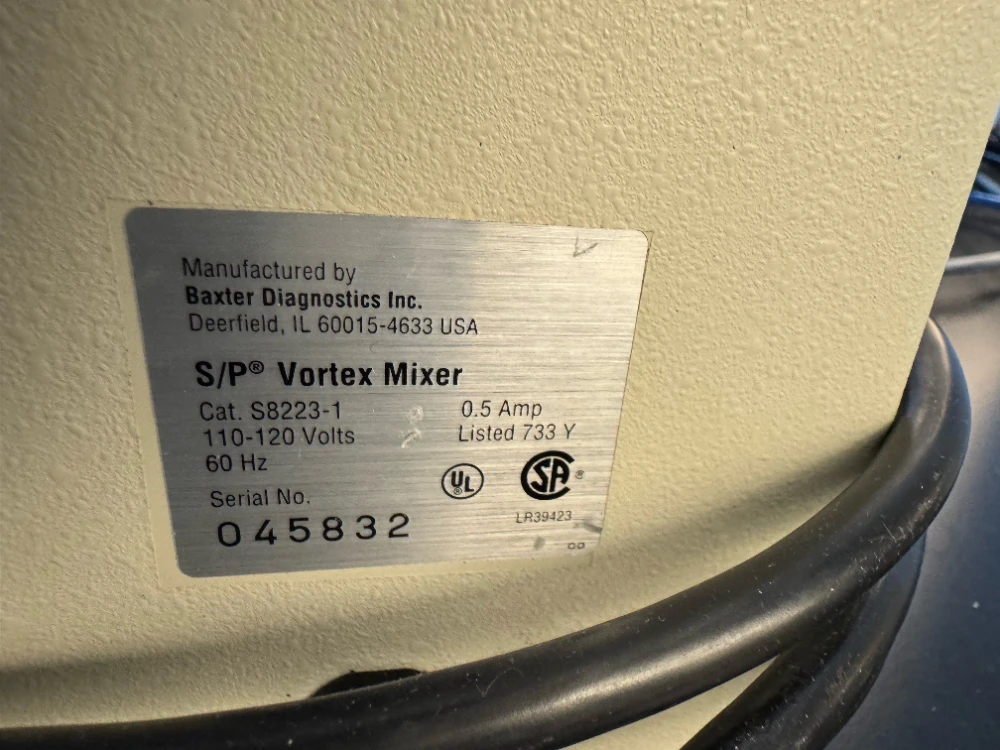 Manufactured by
Baxter Diagnostics Inc.
Deerfield, IL 60015-4633 USA
S/P® Vortex Mixer
Cat. S8223-1
0.5 Amp
110-120 Volts
Listed 733 Y
60 Hz
UL ®
SA ®
Serial No.
LR39423
045832